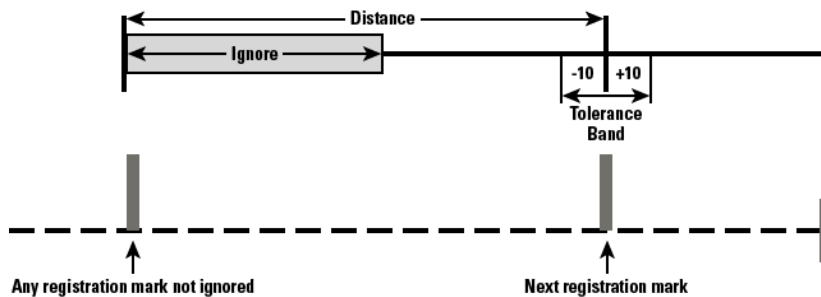 Distance
Ignore
-10 +10
Tolerance
Band
Any registration mark not ignored
Next registration mark